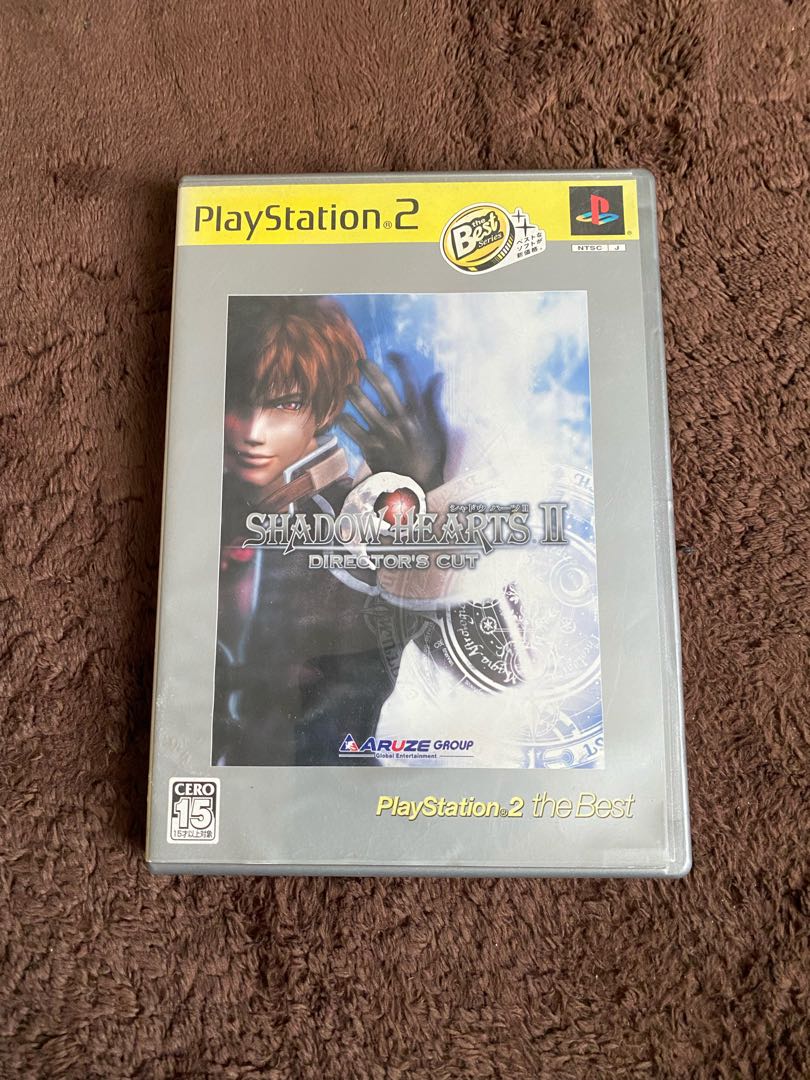 PlayStation®2
the
Best
Series
ベストな
ソフトが
新価格。
NTSC J
シャドウ ハーツII
SHADOW HEARTS II
DIRECTOR'S CUT
ARUZE GROUP
Global Entertainment
CERO
15
15才以上対象
PlayStation®2 the Best